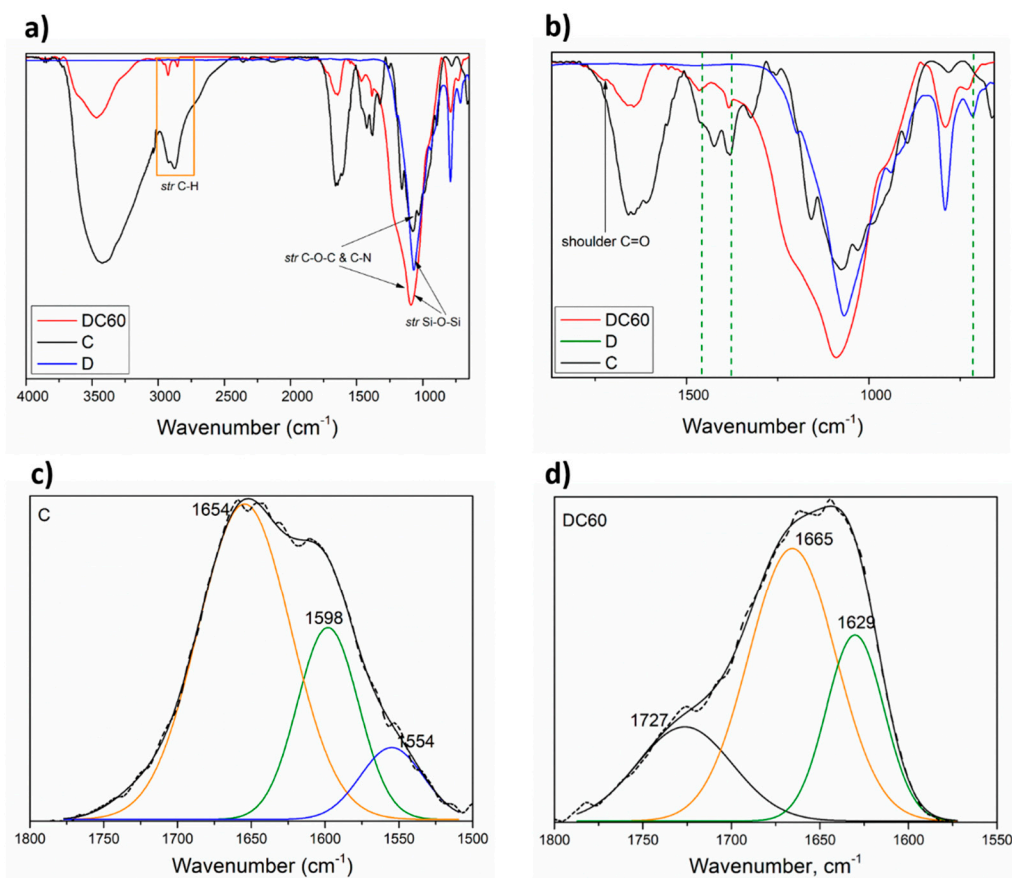 a)
str C-H
str C-O-C & C-N
str Si-O-Si
DC60
C
D
4000 3500 3000 2500 2000 1500 1000
Wavenumber (cm-1)
b)
shoulder C=O
DC60
D
C
1500 1000
Wavenumber (cm-1)
c)
C
1654
1598
1554
1800 1750 1700 1650 1600 1550 1500
Wavenumber (cm-1)
d)
DC60
1665
1629
1727
1800 1750 1700 1650 1600 1550
Wavenumber, cm-1